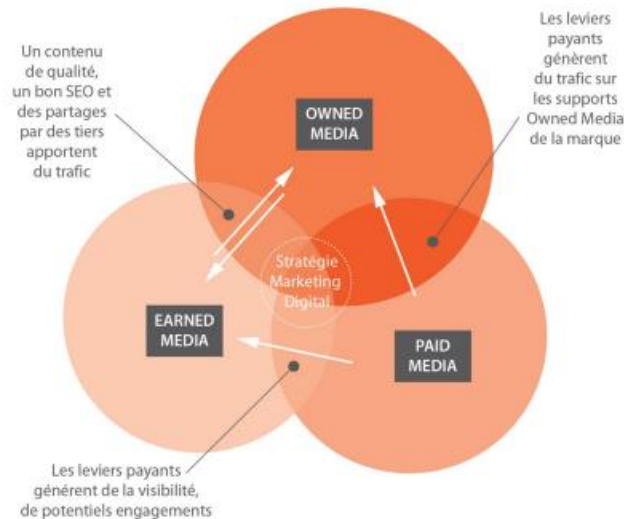 Un contenu
de qualité,
un bon SEO et
des partages
par des tiers
apportent
du trafic
Les leviers
payants
génèrent
du trafic sur
les supports
Owned Media
de la marque
OWNED
MEDIA
Stratégie
Marketing
Digital
EARNED
MEDIA
PAID
MEDIA
Les leviers payants
générent de la visibilité,
de potentiels engagements